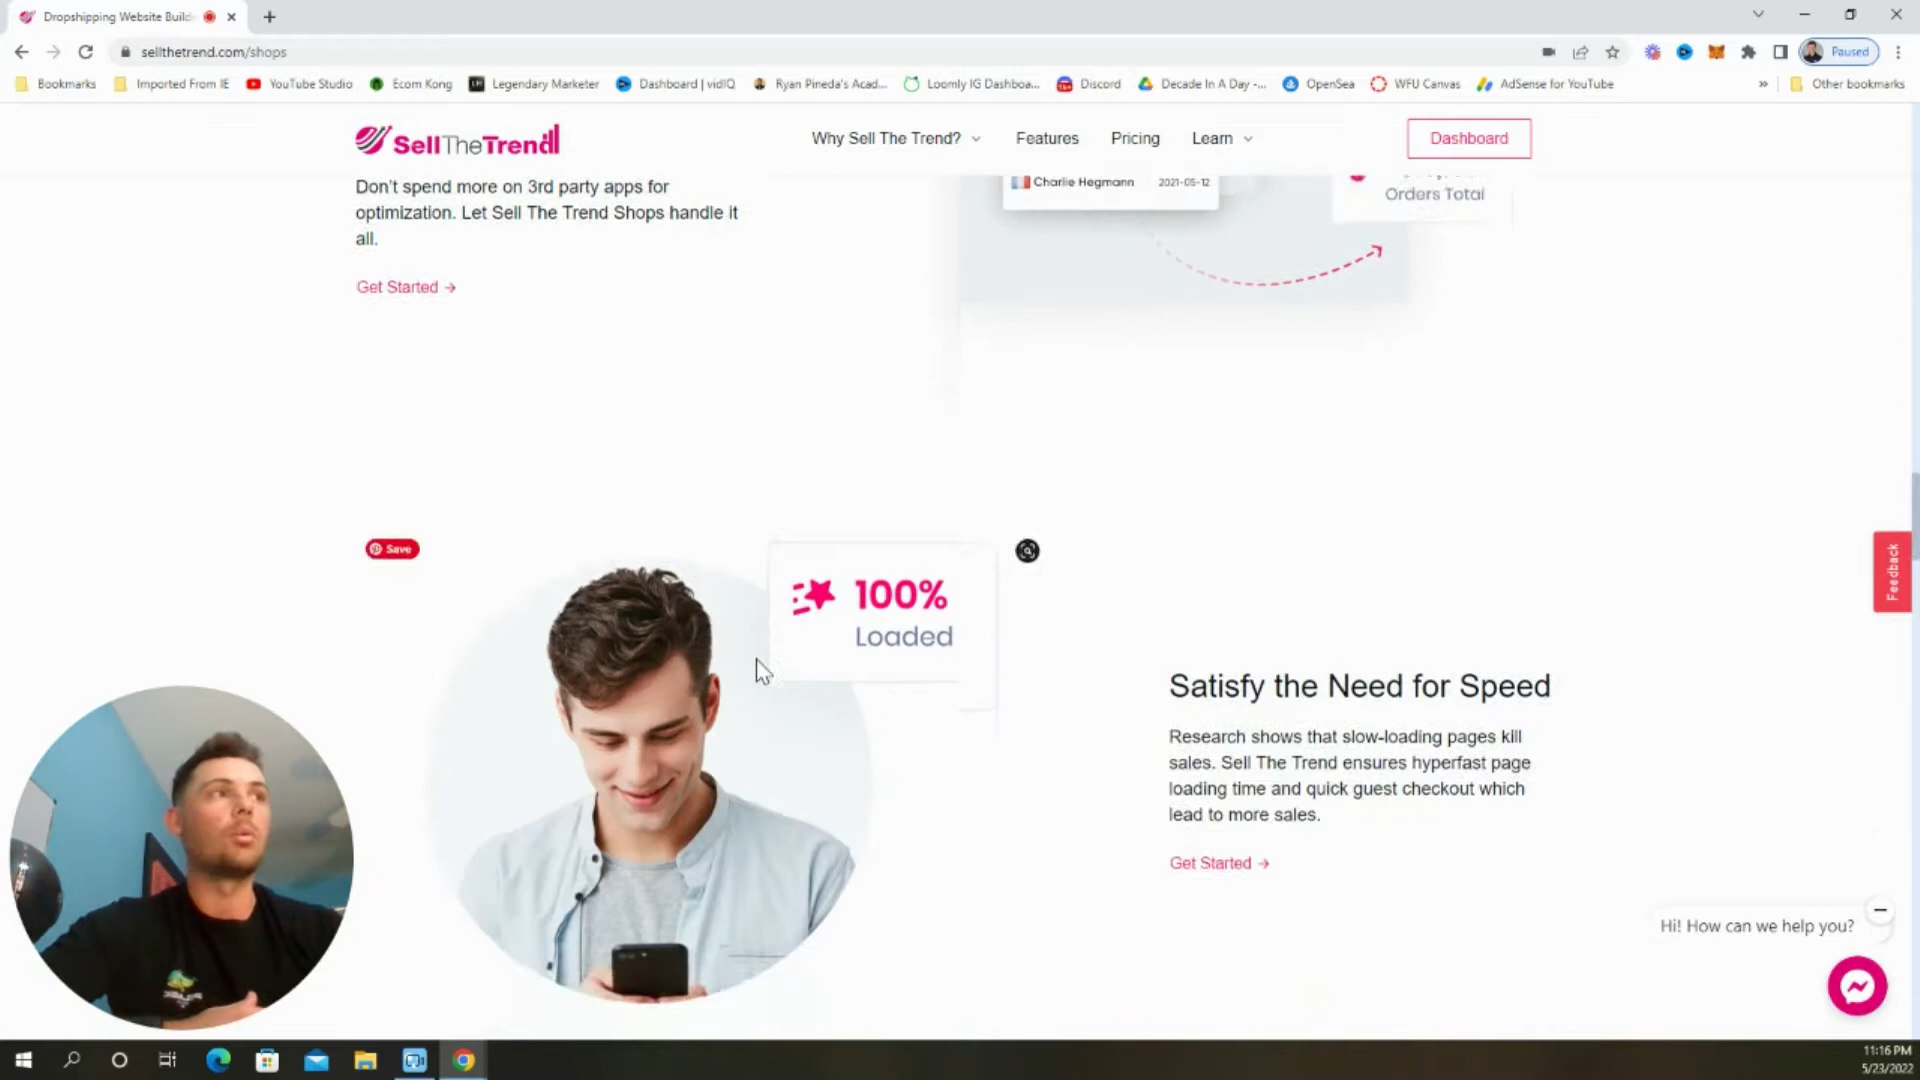 Dropshipping Website Build
sellthetrend.com/shops
Paused
Bookmarks
Imported From IE
YouTube Studio
Ecom Kong
Legendary Marketer
Dashboard | vidIQ
Ryan Pineda's Acad...
Loomly IG Dashboa...
Discord
Decade In A Day -...
OpenSea
WFU Canvas
AdSense for YouTube
»
Other bookmarks
SellTheTrend
Why Sell The Trend?
Features
Pricing
Learn
Dashboard
Don't spend more on 3rd party apps for
optimization. Let Sell The Trend Shops handle it
all.
Get Started →
Charlie Hegmann
2021-05-12
Orders Total
Save
100%
Loaded
Feedback
Satisfy the Need for Speed
Research shows that slow-loading pages kill
sales. Sell The Trend ensures hyperfast page
loading time and quick guest checkout which
lead to more sales.
Get Started →
Hi! How can we help you?
11:16 PM
5/23/2022